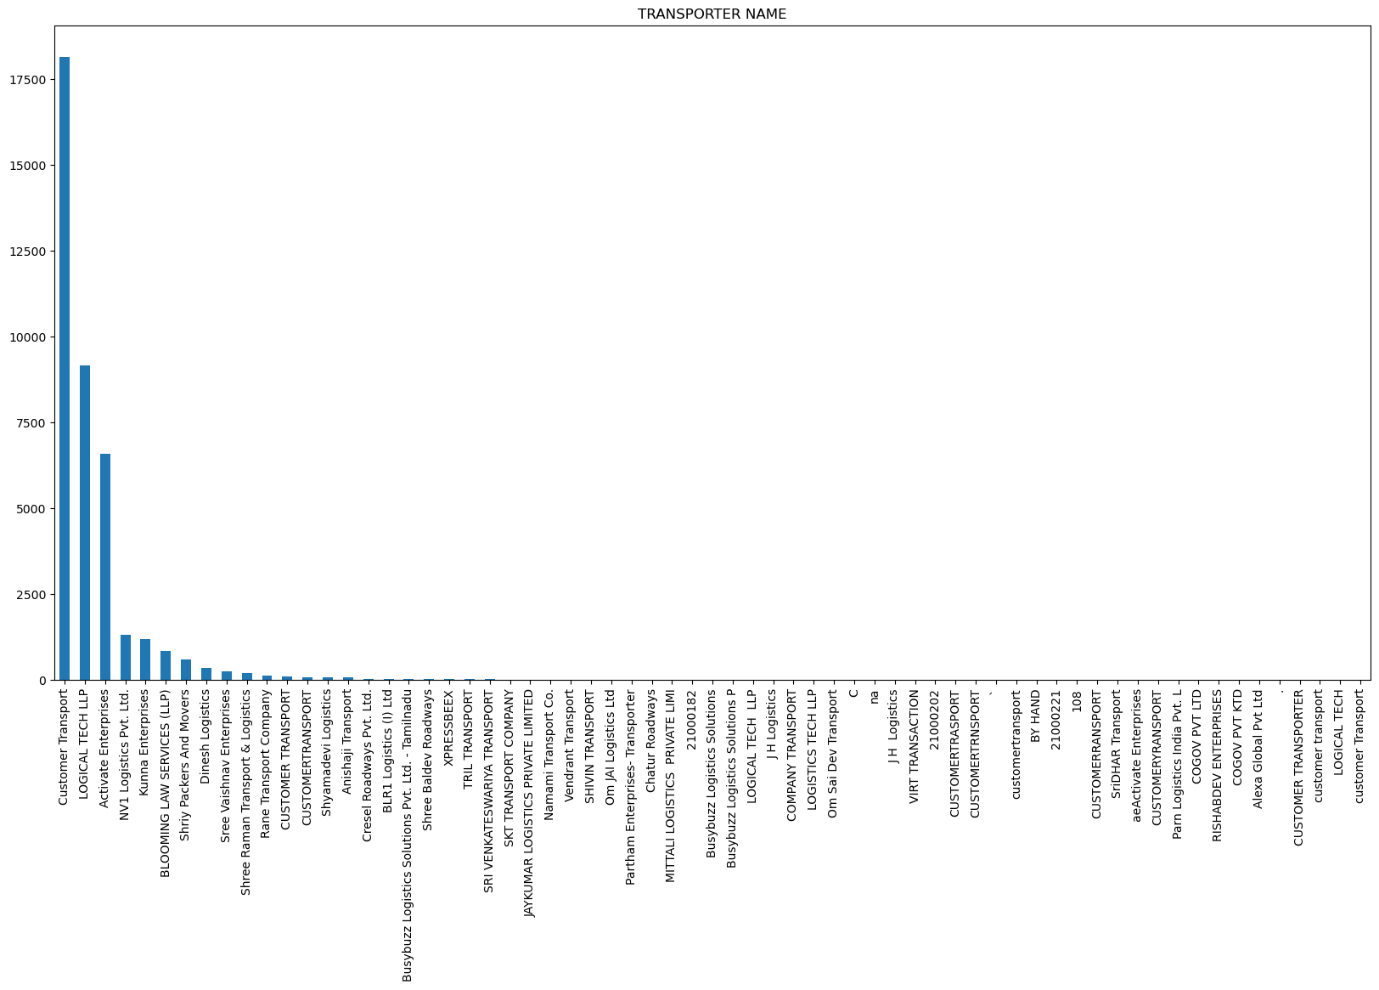 TRANSPORTER NAME
17500
15000
12500
10000
7500
5000
2500
0
Customer Transport
LOGICAL TECH LLP
Activate Enterprises
NV1 Logistics Pvt. Ltd.
Kunna Enterprises
BLOOMING LAW SERVICES (LLP)
Shriy Packers And Movers
Dinesh Logistics
Sree Vaishnav Enterprises
Shree Raman Transport & Logistics
Rane Transport Company
CUSTOMER TRANSPORT
CUSTOMERTRANSPORT
Shyamadevi Logistics
Anishaji Transport
Cresel Roadways Pvt. Ltd.
BLR1 Logistics (I) Ltd
Busybuzz Logistics Solutions Pvt. Ltd. - Tamilnadu
Shree Baldev Roadways
XPRESSBEEX
TRIL TRANSPORT
SRI VENKATESWARIYA TRANSPORT
SKT TRANSPORT COMPANY
JAYKUMAR LOGISTICS PRIVATE LIMITED
Namami Transport Co.
Vendrant Transport
SHIVIN TRANSPORT
Om JAI Logistics Ltd
Partham Enterprises- Transporter
Chatur Roadways
MITTALI LOGISTICS  PRIVATE LIMI
210000182
Busybuzz Logistics Solutions
Busybuzz Logistics Solutions P
LOGICAL TECH  LLP
J H Logistics
COMPANY TRANSPORT
LOGISTICS TECH LLP
Om Sai Dev Transport
C
na
J H  Logistics
VIRT TRANSACTION
210000202
CUSTOMERTRASPORT
CUSTOMERTRNSPORT
`
customertransport
BY HAND
210000221
108
CUSTOMERRANSPORT
SriDHAR Transport
aeActivate Enterprises
CUSTOMERYRANSPORT
Parn Logistics India Pvt. L
COGOV PVT LTD
RISHABDEV ENTERPRISES
COGOV PVT KTD
Alexa Global Pvt Ltd
.
CUSTOMER TRANSPORTER
customer transport
LOGICAL TECH
customer Transport